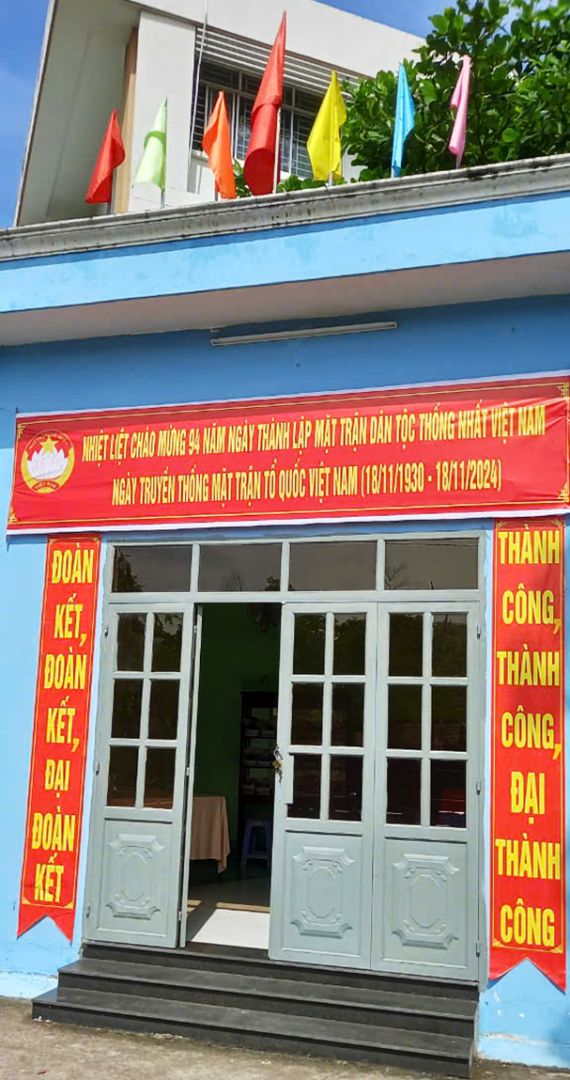 NHIỆT LIỆT CHÀO MỪNG 94 NĂM NGÀY THÀNH LẬP MẶT TRẬN DÂN TỘC THỐNG NHẤT VIỆT NAM
NGÀY TRUYỀN THỐNG MẶT TRẬN TỔ QUỐC VIỆT NAM (18/11/1930 - 18/11/2024)
VIỆT NAM
ĐOÀN
KẾT,
ĐOÀN
KẾT,
ĐẠI
ĐOÀN
KẾT
THÀNH
CÔNG,
THÀNH
CÔNG,
ĐẠI
THÀNH
CÔNG